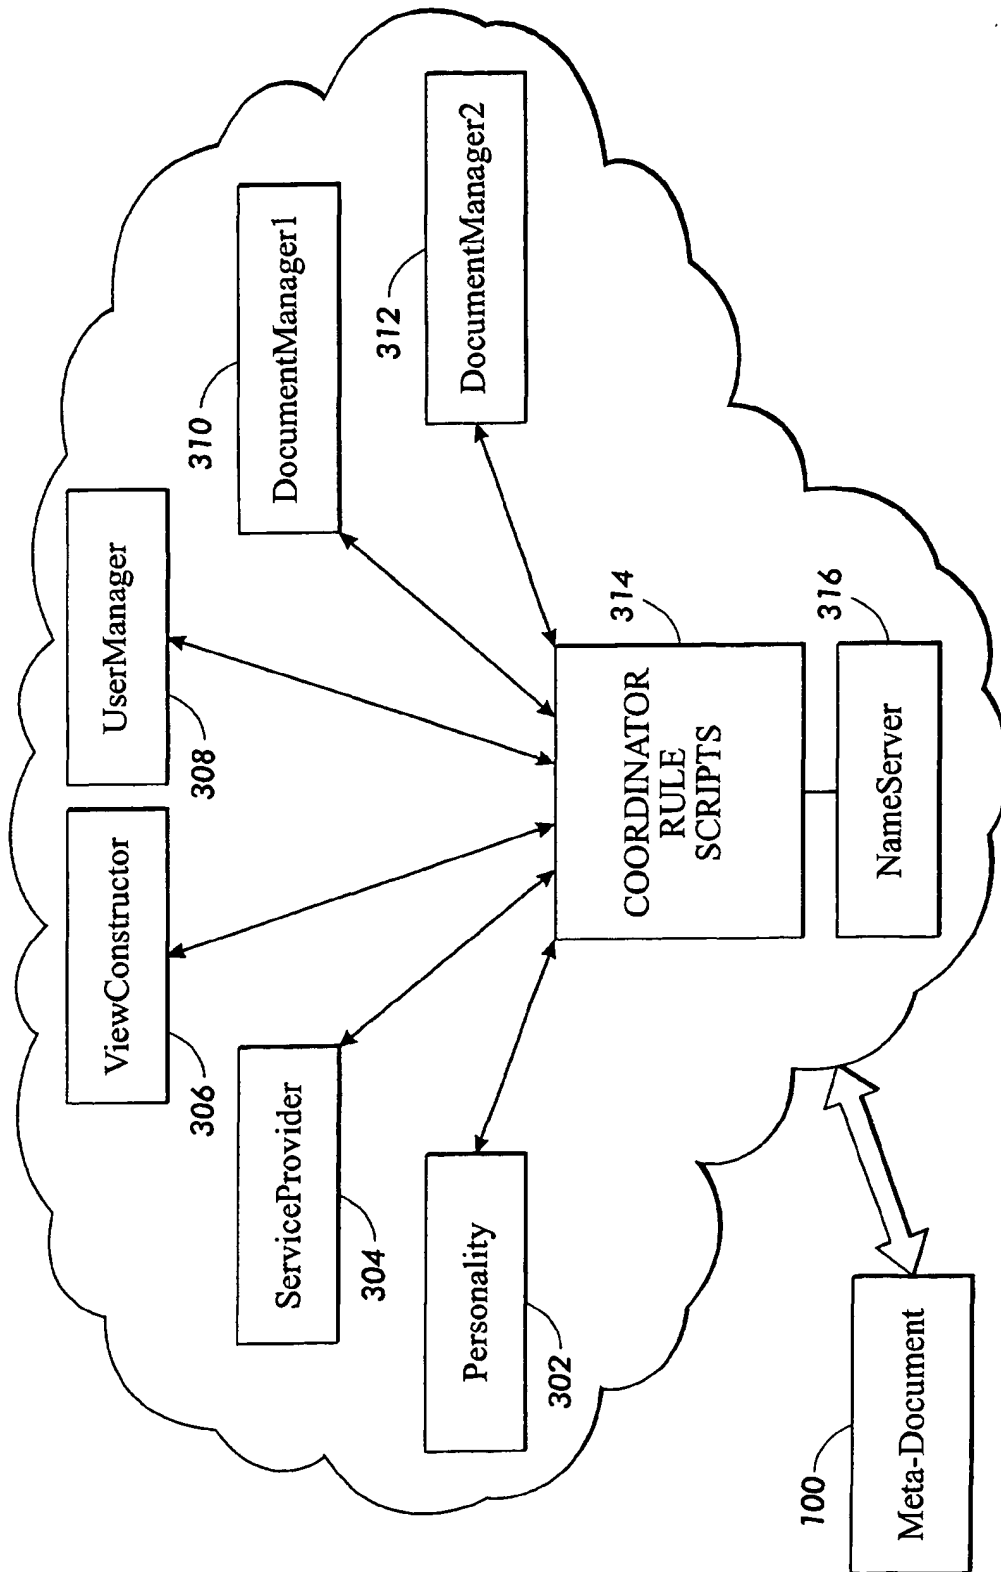 UserManager
308
ViewConstructor
306
DocumentManager1
310
ServiceProvider
304
DocumentManager2
312
Personality
302
COORDINATOR
RULE
SCRIPTS
314
NameServer
316
Meta-Document
100